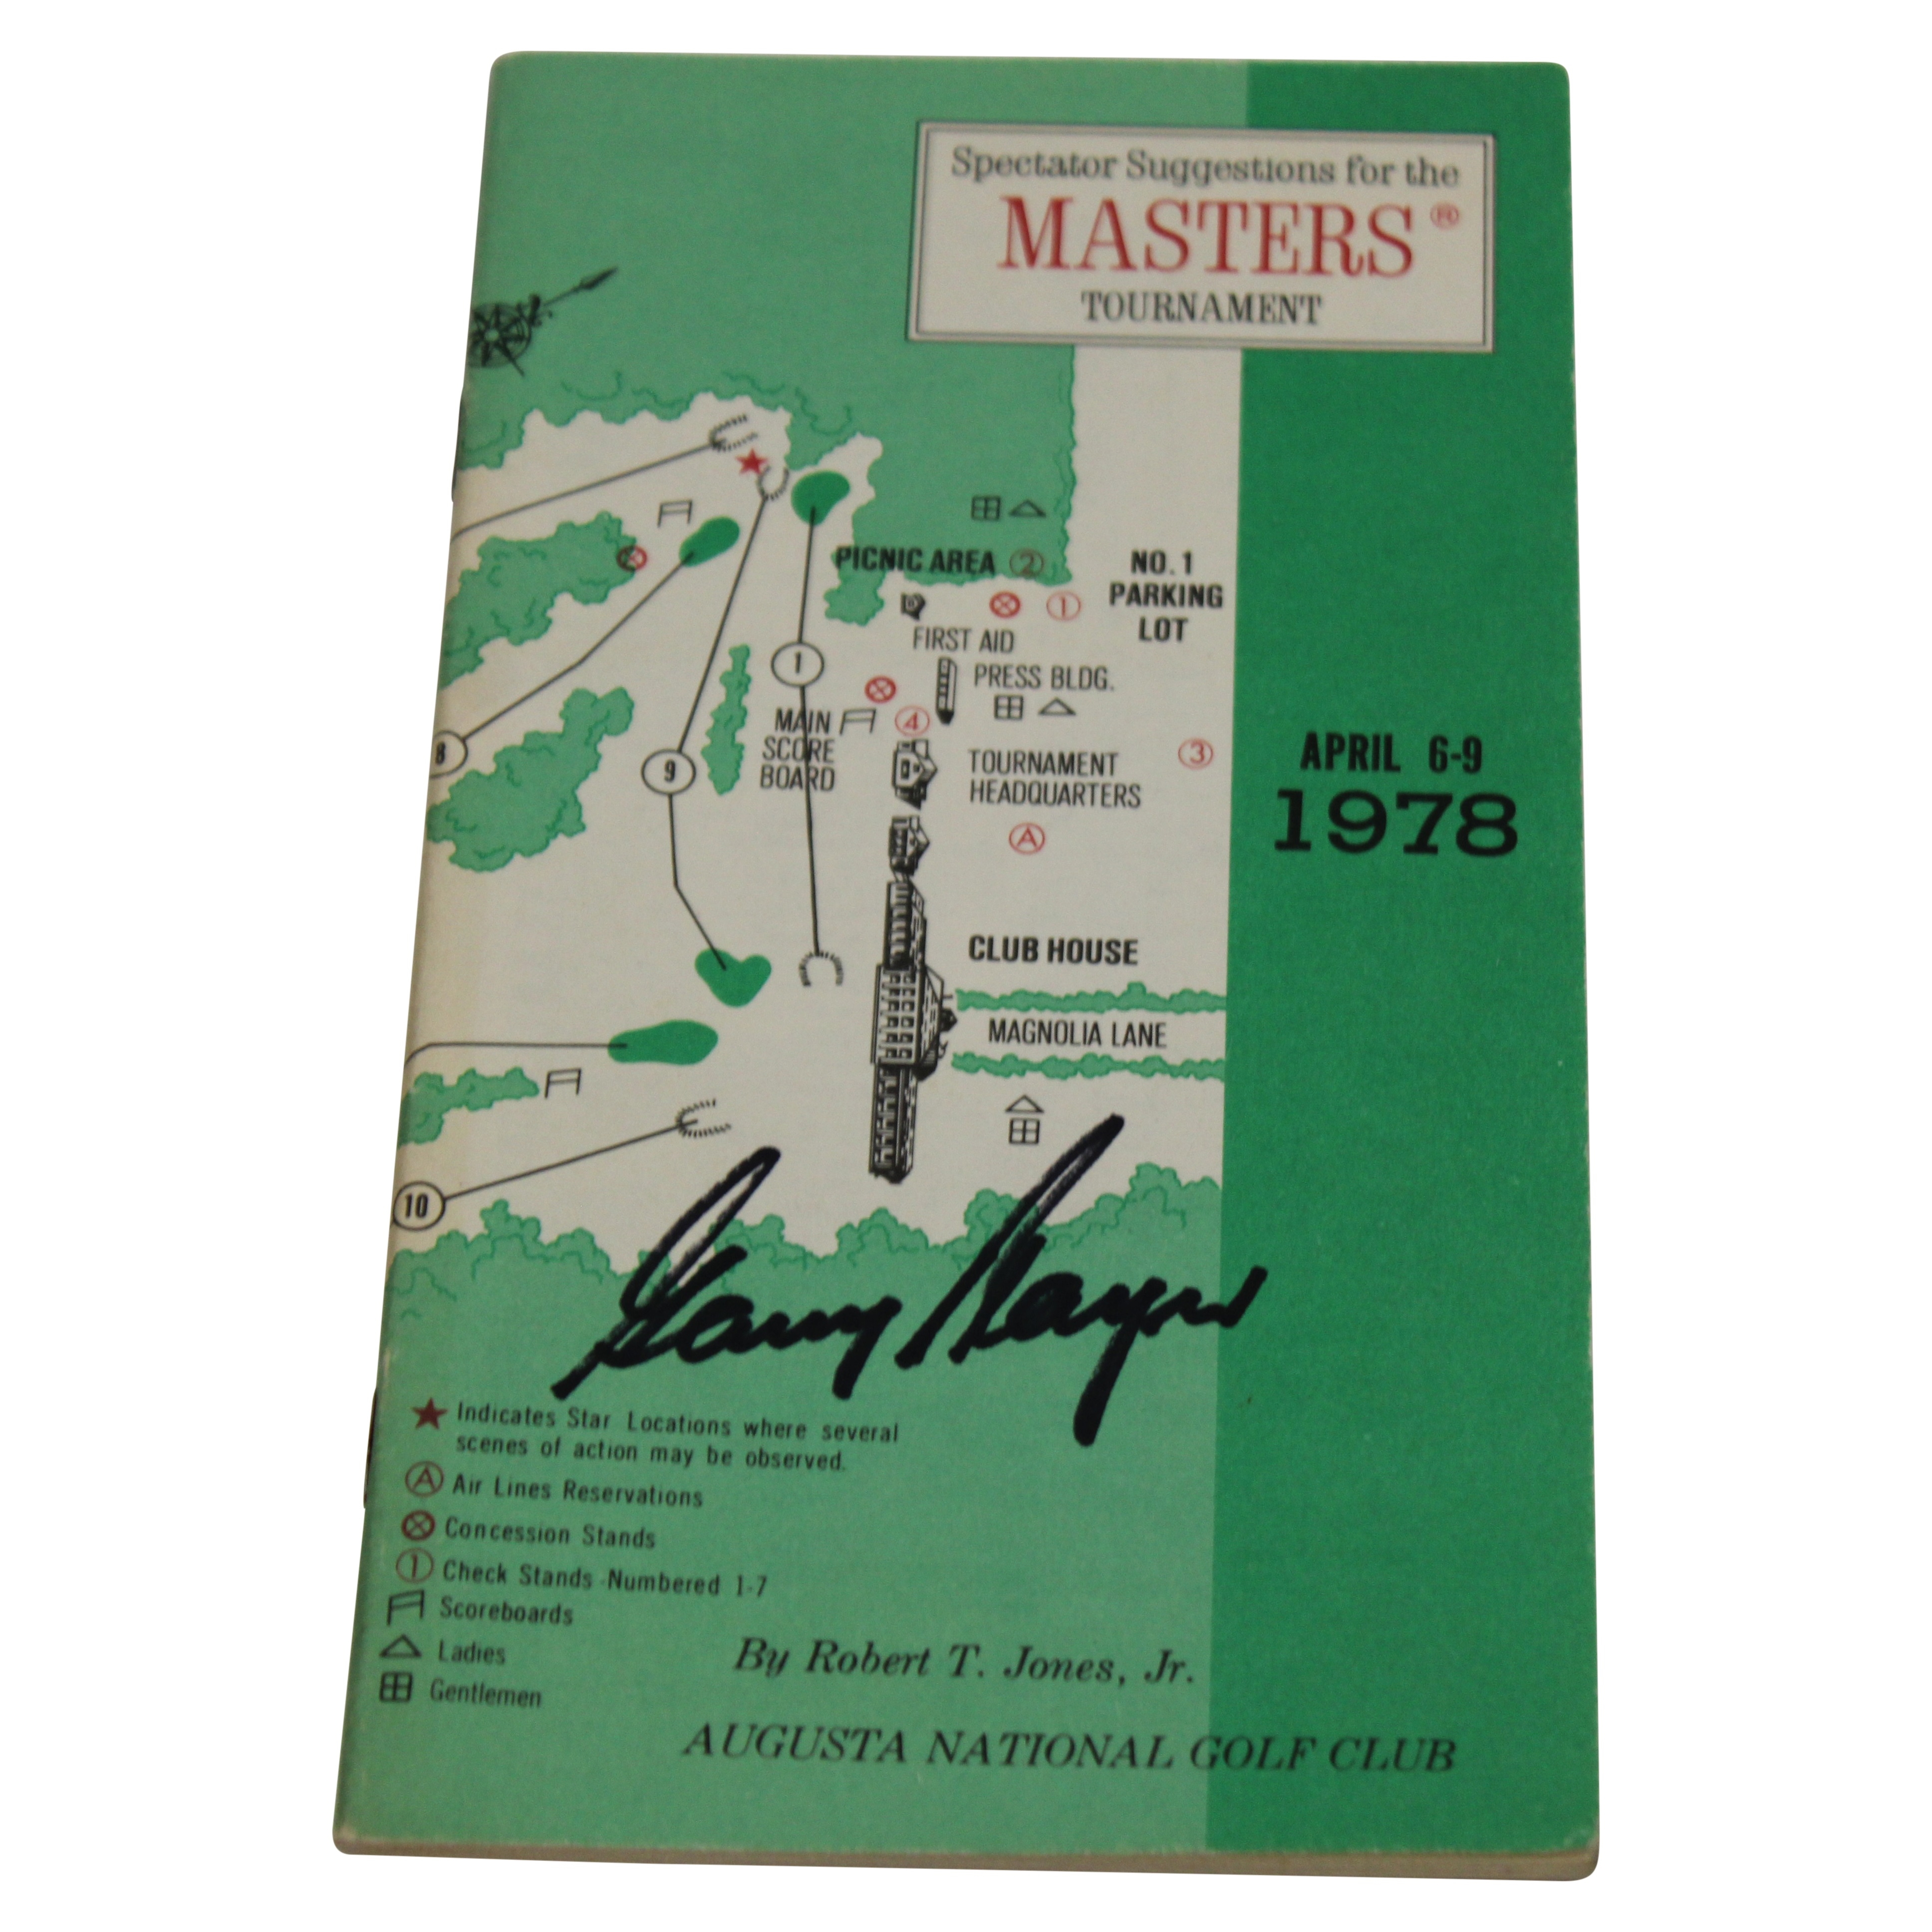 Spectator Suggestions for the
MASTERS ®
TOURNAMENT
PICNIC AREA 2
NO. 1
PARKING
LOT
1
FIRST AID
1
PRESS BLDG.
4
MAIN
SCORE
BOARD
8
9
TOURNAMENT
HEADQUARTERS
3
A
APRIL 6-9
1978
CLUB HOUSE
MAGNOLIA LANE
10
Gary Player
Indicates Star Locations where several
scenes of action may be observed.
A Air Lines Reservations
Concession Stands
1 Check Stands-Numbered 1-7
Scoreboards
Ladies
Gentlemen
By Robert T. Jones, Jr.
AUGUSTA NATIONAL GOLF CLUB